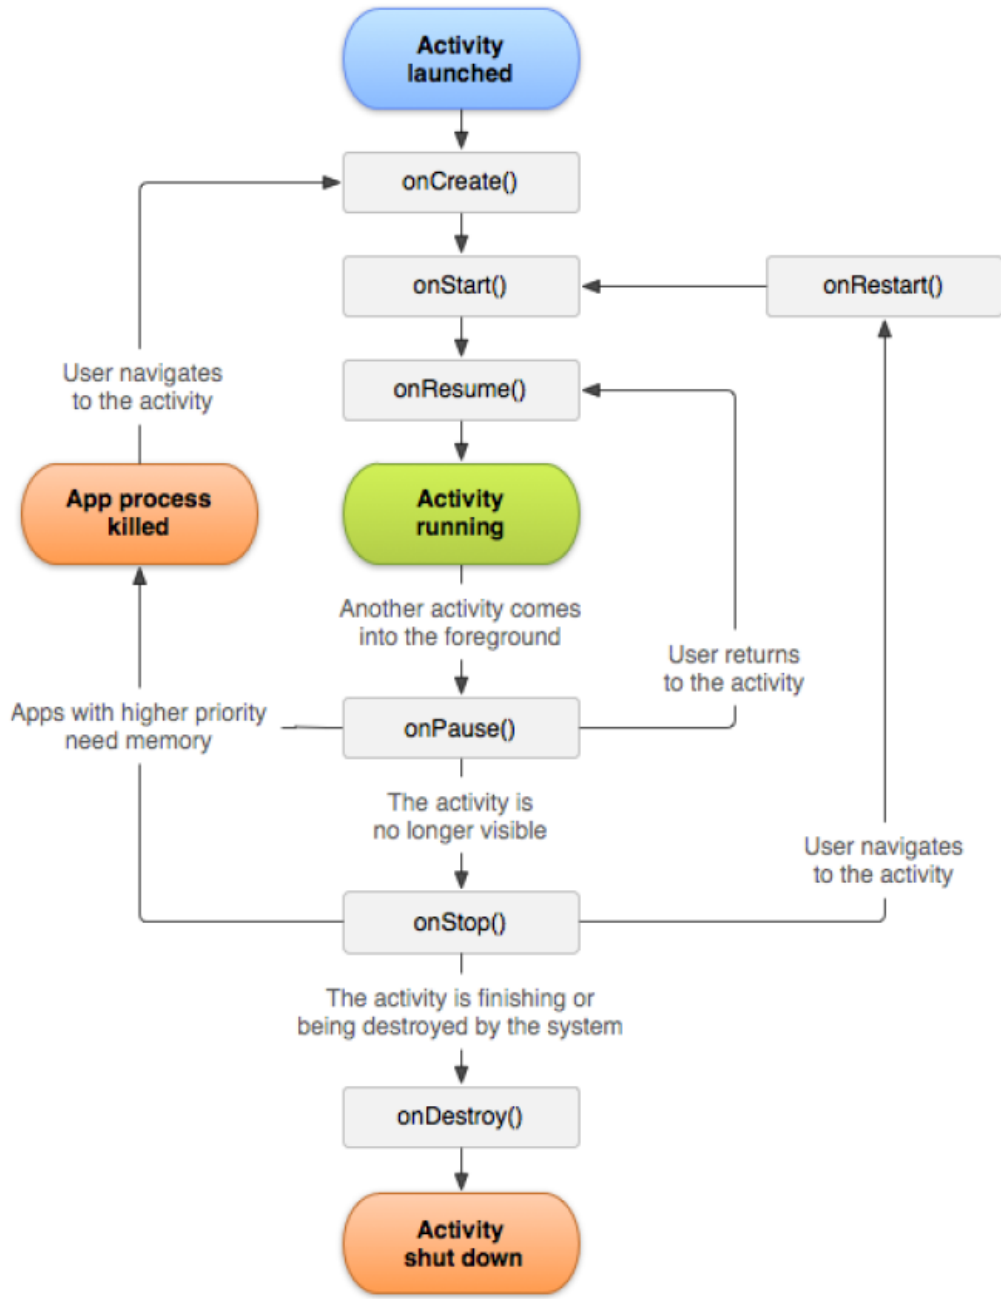 Activity
launched
onCreate()
onStart()
onRestart()
User navigates
to the activity
onResume()
App process
killed
Activity
running
Another activity comes
into the foreground
User returns
to the activity
Apps with higher priority
need memory
onPause()
The activity is
no longer visible
User navigates
to the activity
onStop()
The activity is finishing or
being destroyed by the system
onDestroy()
Activity
shut down